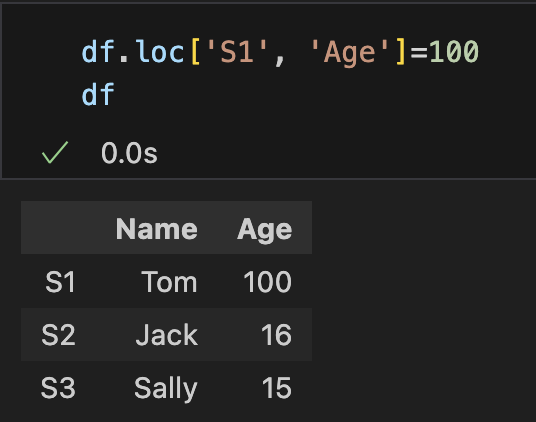 df.loc['S1', 'Age']=100
df
0.0s
Name Age
S1 Tom 100
S2 Jack 16
S3 Sally 15